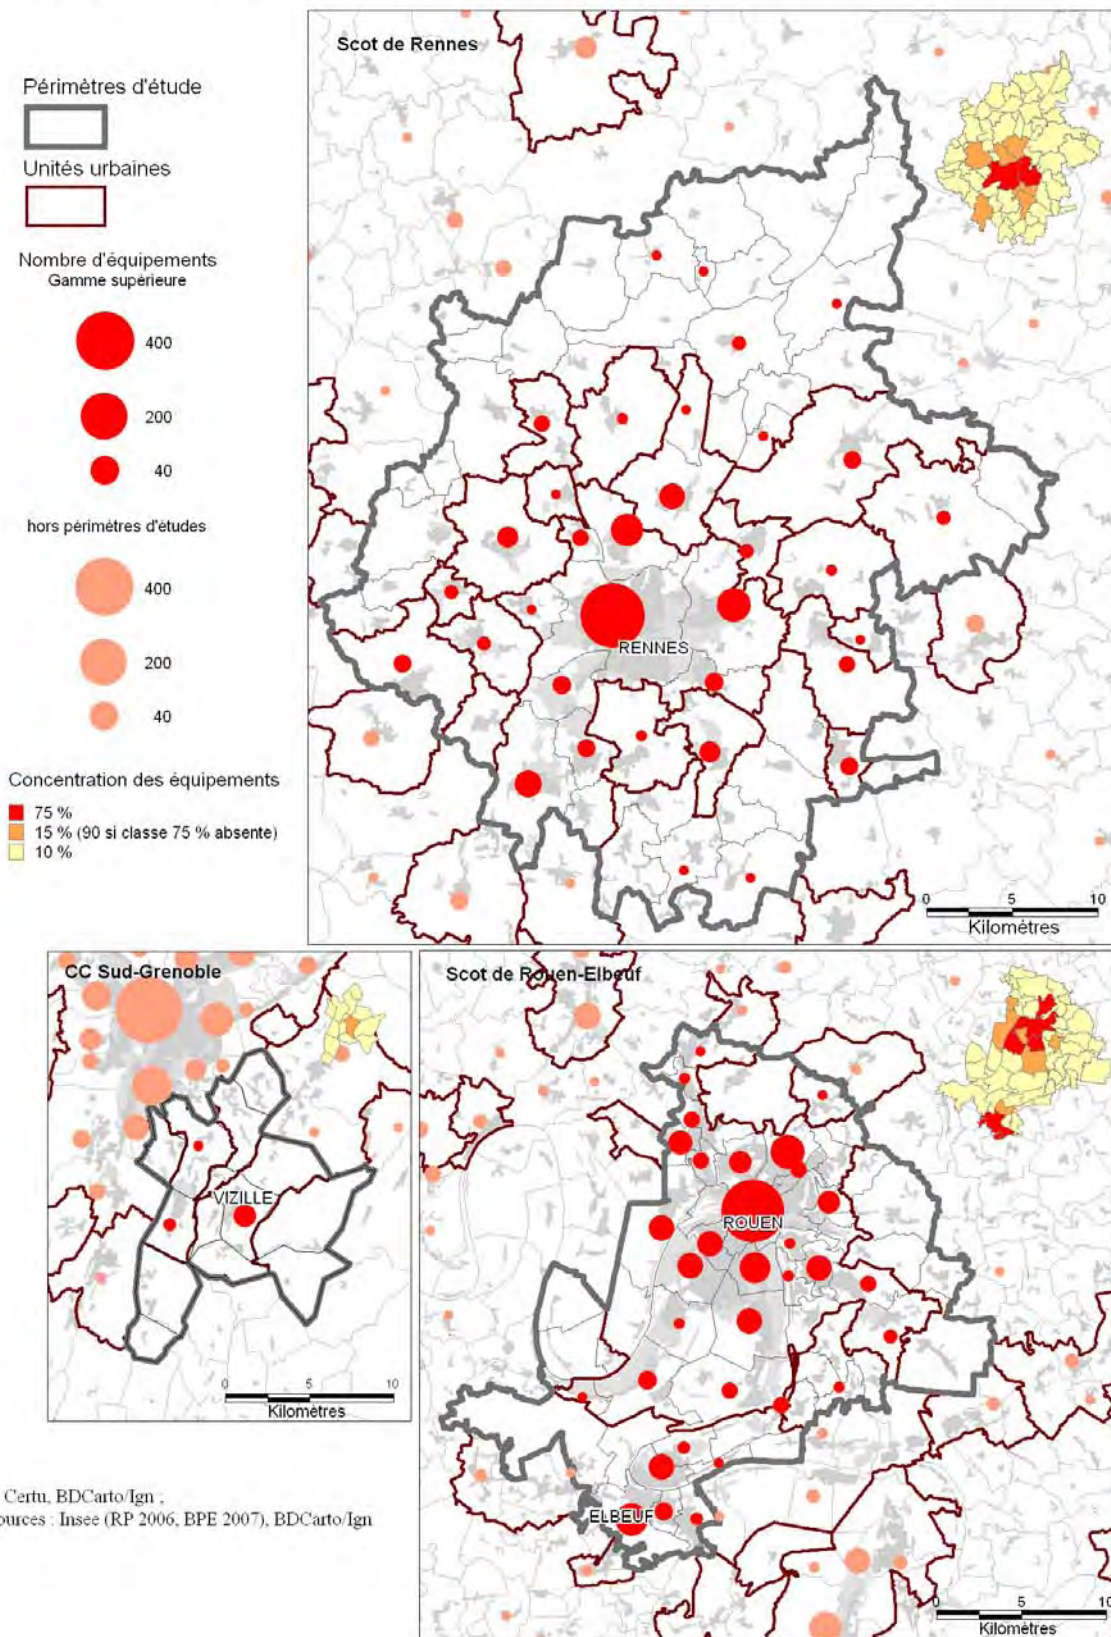 Scot de Rennes
Périmètres d'étude
Unités urbaines
Nombre d'équipements
Gamme supérieure
400
200
40
hors périmètres d'études
400
200
40
Concentration des équipements
75 %
15 % (90 si classe 75 % absente)
10 %
RENNES
0 5 10
Kilomètres
CC Sud-Grenoble
VIZILLE
0 5 10
Kilomètres
Scot de Rouen-Elbeuf
ROUEN
ELBEUF
0 5 10
Kilomètres
Certu, BDCarto/Ign ,
ources : Insee (RP 2006, BPE 2007), BDCarto/Ign